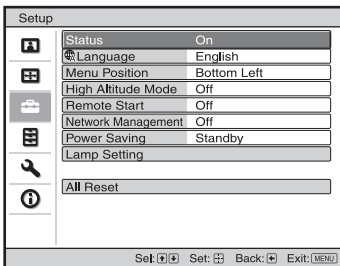 Setup
Status On
Language English
Menu Position Bottom Left
High Altitude Mode Off
Remote Start Off
Network Management Off
Power Saving Standby
Lamp Setting
All Reset
Sel: Set: Back: Exit: MENU